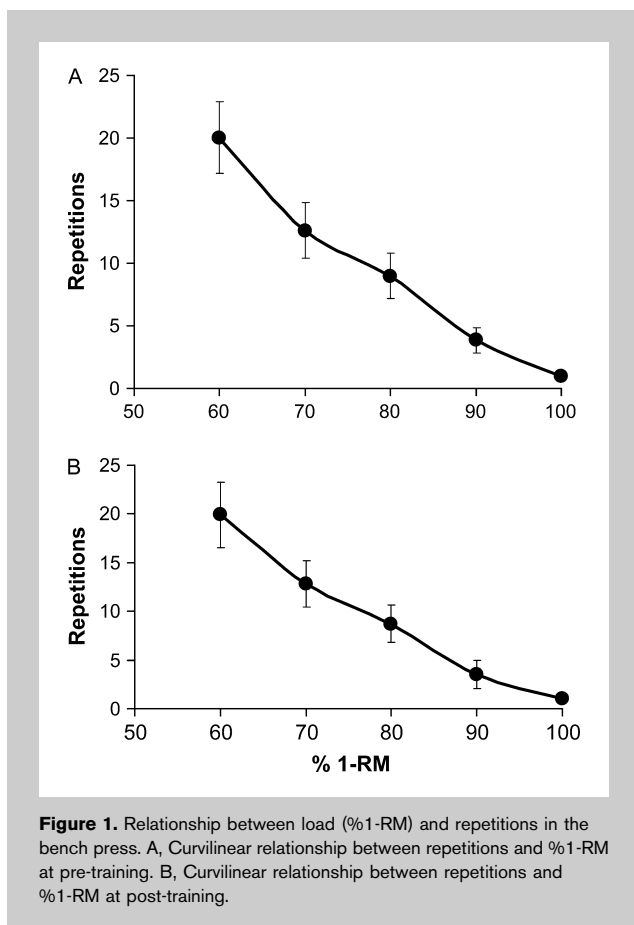 A
25
20
15
10
5
0
Repetitions
50 60 70 80 90 100
B
25
20
15
10
5
0
Repetitions
50 60 70 80 90 100
% 1-RM
Figure 1. Relationship between load (%1-RM) and repetitions in the
bench press. A, Curvilinear relationship between repetitions and %1-RM
at pre-training. B, Curvilinear relationship between repetitions and
%1-RM at post-training.